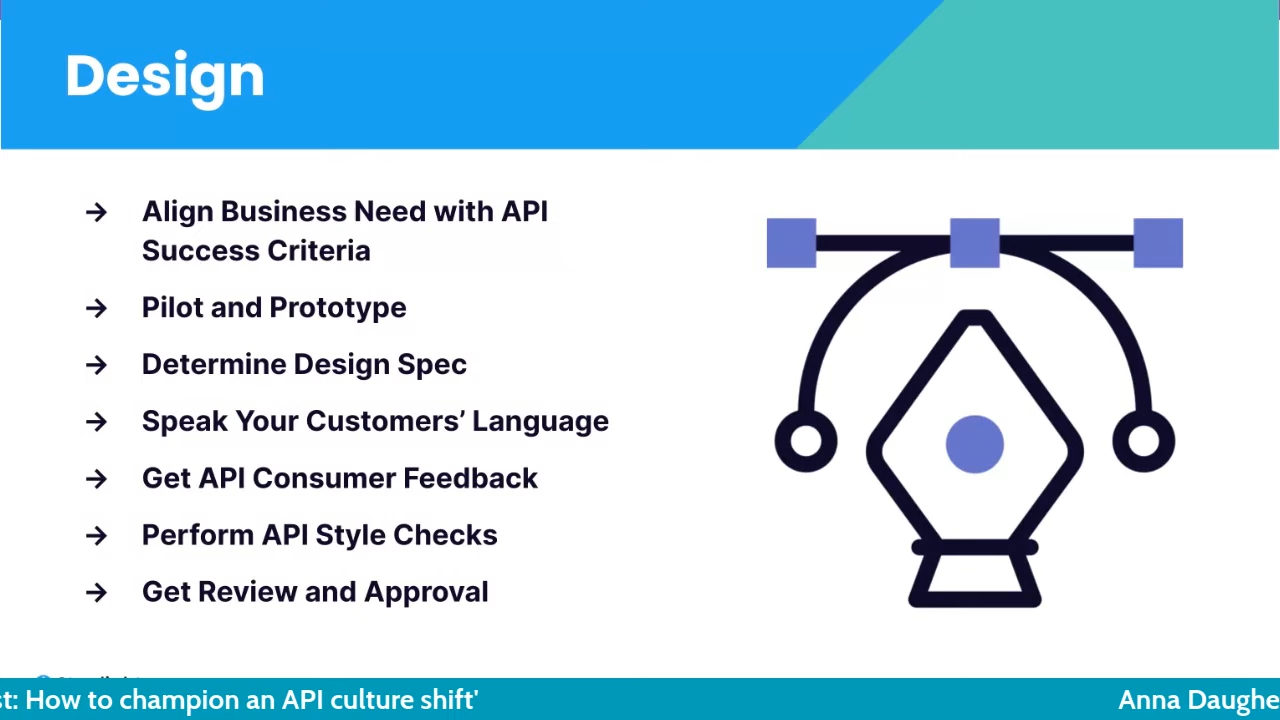 Design
→ Align Business Need with API
Success Criteria
→ Pilot and Prototype
→ Determine Design Spec
→ Speak Your Customers’ Language
→ Get API Consumer Feedback
→ Perform API Style Checks
→ Get Review and Approval
st: How to champion an API culture shift' Anna Daughe